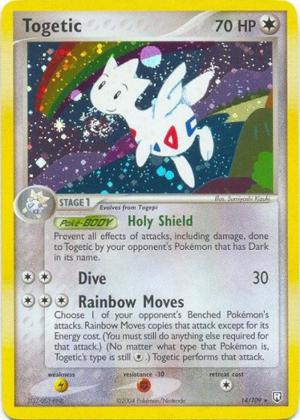 Togetic 70 HP
Illus. Sumiyoshi Kizuki
STAGE 1 Evolves from Togepi
Poké-BODY Holy Shield
Prevent all effects of attacks, including damage, done
to Togetic by your opponent's Pokémon that has Dark
in its name.
Dive 30
Rainbow Moves
Choose 1 of your opponent's Benched Pokémon's
attacks. Rainbow Moves copies that attack except for its
Energy cost. (You must still do anything else required for
that attack.) (No matter what type that Pokémon is,
Togetic's type is still .) Togetic performs that attack.
weakness resistance -30 retreat cost
©2004 Pokémon/Nintendo 14/109 ★